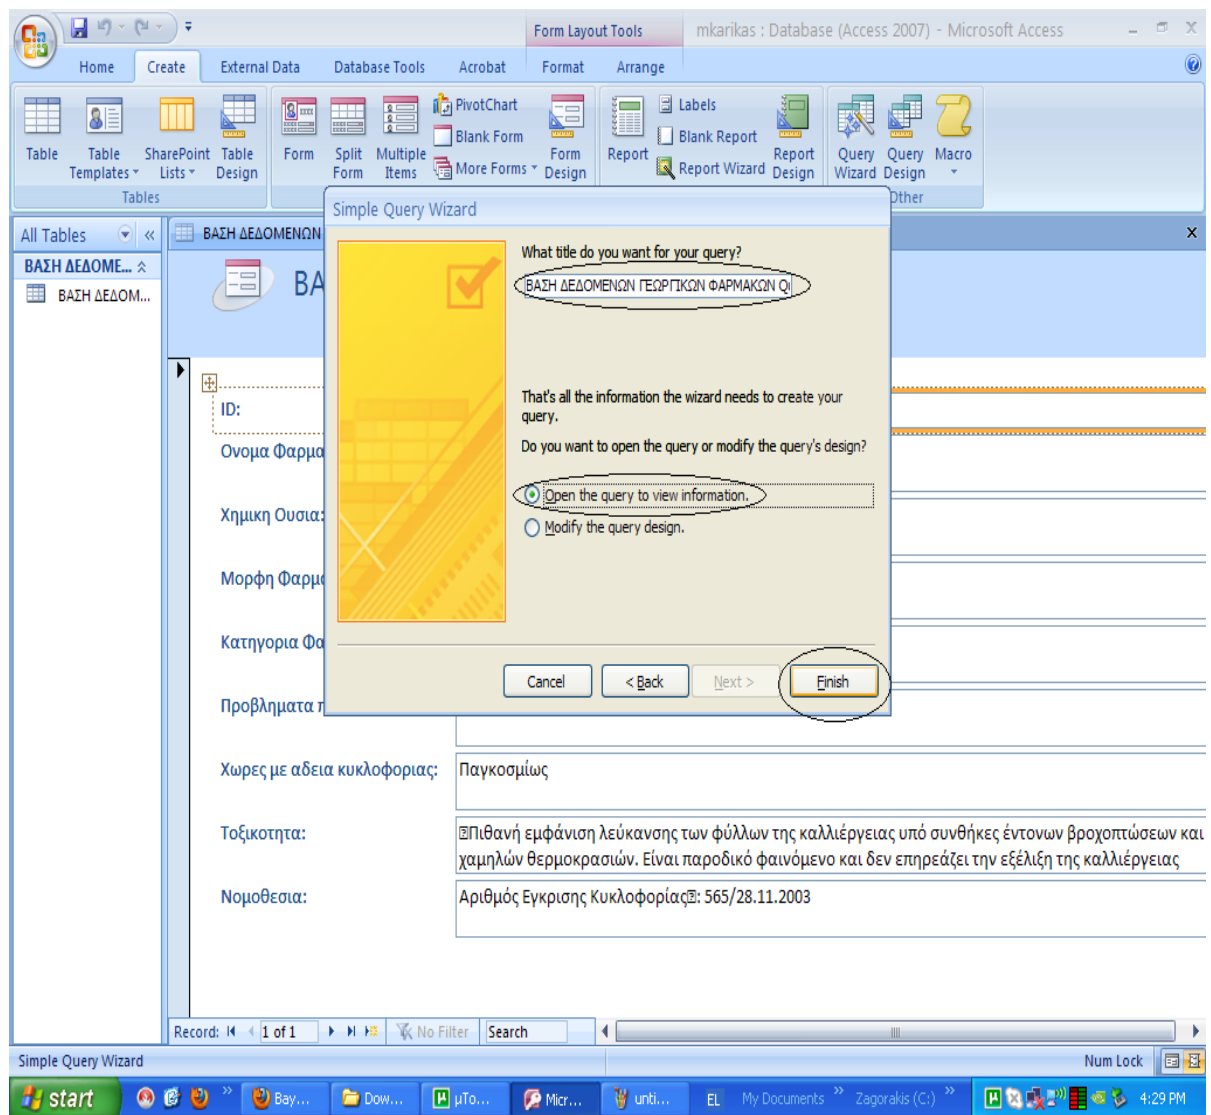 Form Layout Tools
mkarikas : Database (Access 2007) - Microsoft Access
Home Create External Data Database Tools Acrobat Format Arrange
Table
Table Templates
SharePoint Lists
Table Design
Form
Split Form
Multiple Items
PivotChart
Blank Form
More Forms
Form Design
Report
Labels
Blank Report
Report Wizard
Report Design
Query Wizard
Query Design
Macro
Tables
Other
All Tables
ΒΑΣΗ ΔΕΔΟΜΕ...
ΒΑΣΗ ΔΕΔΟΜ...
ΒΑΣΗ ΔΕΔΟΜΕΝΩΝ
ΒΑ
Simple Query Wizard
What title do you want for your query?
ΒΑΣΗ ΔΕΔΟΜΕΝΩΝ ΓΕΩΡΓΙΚΩΝ ΦΑΡΜΑΚΩΝ Qu
That's all the information the wizard needs to create your
query.
Do you want to open the query or modify the query's design?
Open the query to view information.
Modify the query design.
Cancel
< Back
Next >
Finish
ID:
Ονομα Φαρμα
Χημικη Ουσια:
Μορφη Φαρμα
Κατηγορια Φα
Προβληματα π
Χωρες με αδεια κυκλοφοριας: Παγκοσμίως
Τοξικοτητα: Πιθανή εμφάνιση λεύκανσης των φύλλων της καλλιέργειας υπό συνθήκες έντονων βροχοπτώσεων και
χαμηλών θερμοκρασιών. Είναι παροδικό φαινόμενο και δεν επηρεάζει την εξέλιξη της καλλιέργειας
Νομοθεσια: Αριθμός Εγκρισης Κυκλοφορίας: 565/28.11.2003
Record: 1 of 1 No Filter Search
Simple Query Wizard
Num Lock
start
Bay...
Dow...
μTo...
Micr...
unti...
EL
My Documents
Zagorakis (C:)
4:29 PM